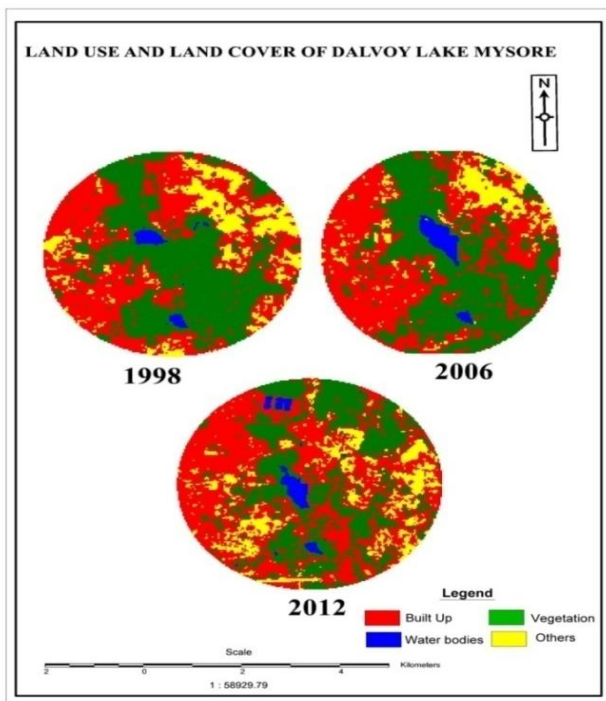 LAND USE AND LAND COVER OF DALVOY LAKE MYSORE
N
1998
2006
2012
Legend
Built Up
Vegetation
Water bodies
Others
Scale
2 0 2 4 Kilometers
1 : 58929.79